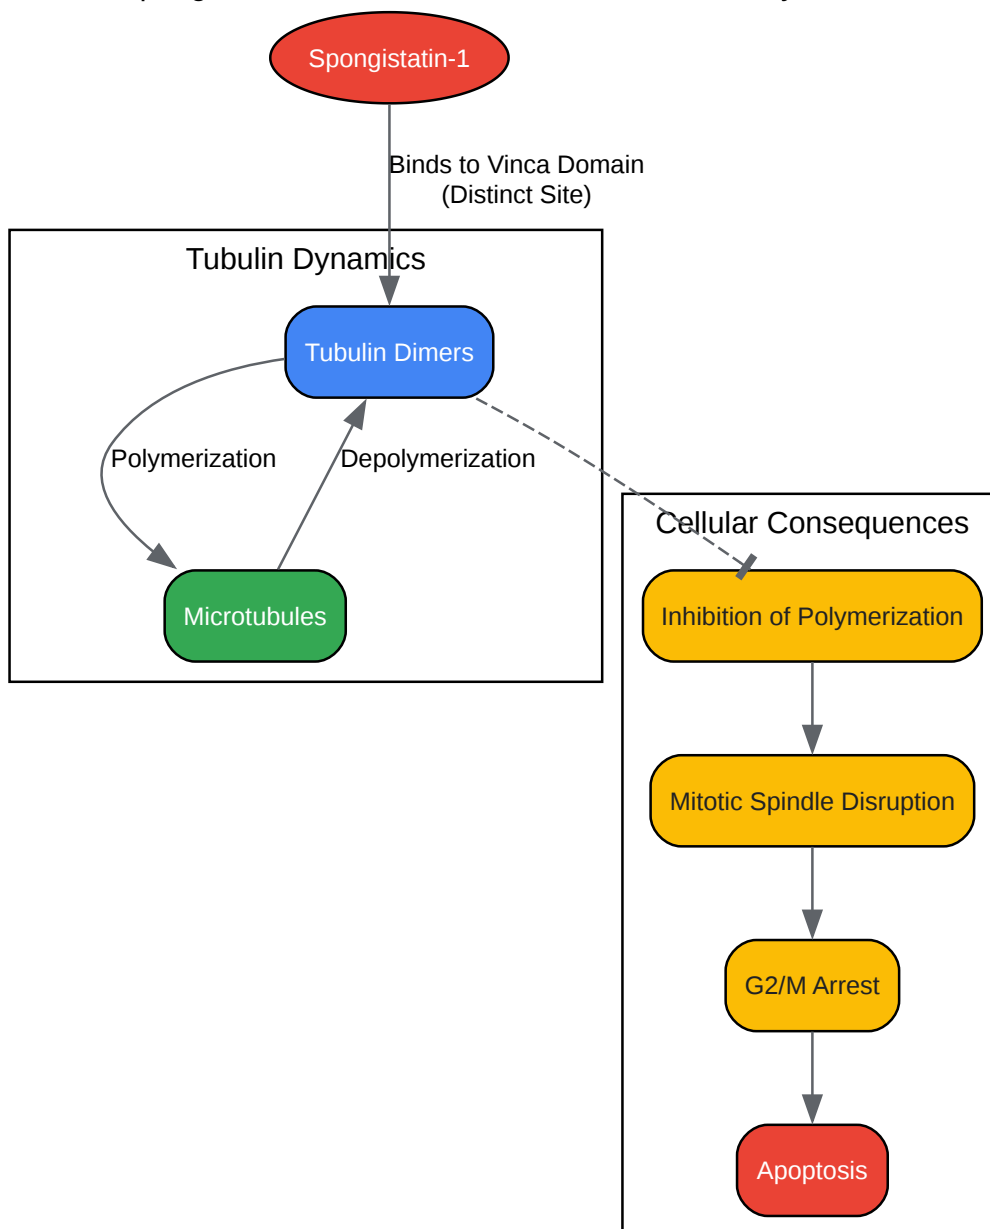 Spongistatin-1
Binds to Vinca Domain
(Distinct Site)
Tubulin Dynamics
Tubulin Dimers
Polymerization
Depolymerization
Microtubules
Cellular Consequences
Inhibition of Polymerization
Mitotic Spindle Disruption
G2/M Arrest
Apoptosis